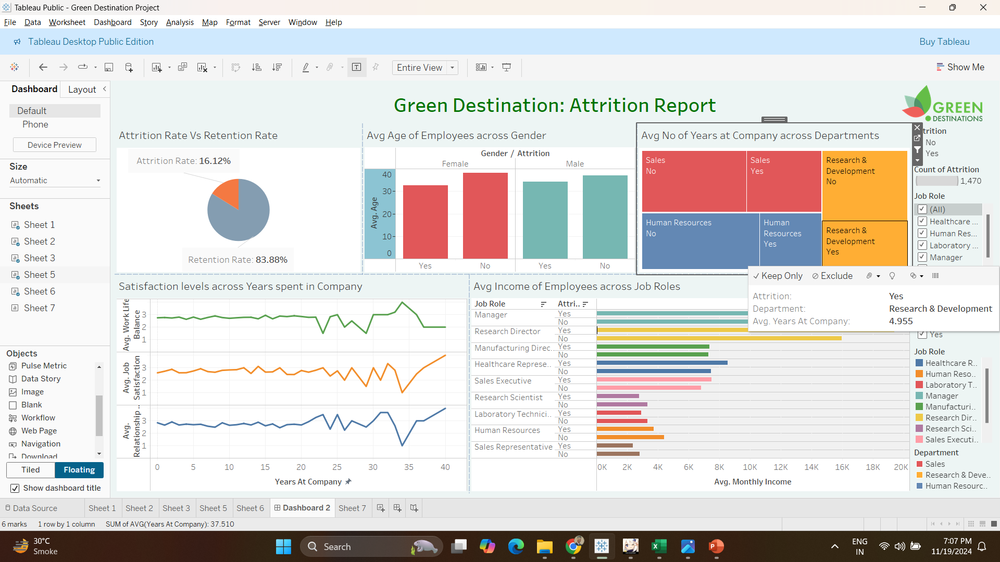 Tableau Public - Green Destination Project
File Data Worksheet Dashboard Story Analysis Map Format Server Window Help
Tableau Desktop Public Edition
Buy Tableau
Entire View
Show Me
Dashboard
Layout
Default
Phone
Device Preview
Size
Automatic
Sheets
Sheet 1
Sheet 2
Sheet 3
Sheet 5
Sheet 6
Sheet 7
Objects
Pulse Metric
Data Story
Image
Blank
Workflow
Web Page
Navigation
Download
Tiled
Floating
Show dashboard title
Green Destination: Attrition Report
GREEN
DESTINATIONS
Attrition Rate Vs Retention Rate
Attrition Rate: 16.12%
Retention Rate: 83.88%
Avg Age of Employees across Gender
Gender / Attrition
Female
Male
Avg. Age
40
30
20
10
0
Yes
No
Yes
No
Avg No of Years at Company across Departments
Sales
No
Sales
Yes
Research &
Development
No
Human Resources
No
Human
Resources
Yes
Research &
Development
Yes
Keep Only
Exclude
Attrition: Yes
Department: Research & Development
Avg. Years At Company: 4.955
Satisfaction levels across Years spent in Company
Avg. Work Life
Balance
3
2
1
Avg. Job
Satisfaction
3
2
1
Avg.
Relationship ..
3
2
1
0 5 10 15 20 25 30 35 40
Years At Company
Avg Income of Employees across Job Roles
Job Role
Attri..
Manager
Yes
No
Research Director
Yes
No
Manufacturing Direc..
Yes
No
Healthcare Represe..
Yes
No
Sales Executive
Yes
No
Research Scientist
Yes
No
Laboratory Technici..
Yes
No
Human Resources
Yes
No
Sales Representative
Yes
No
0K 2K 4K 6K 8K 10K 12K 14K 16K 18K 20K
Avg. Monthly Income
trition
No
Yes
Count of Attrition
1,470
Job Role
(All)
Healthcare ...
Human Res...
Laboratory ...
Manager
Yes
Job Role
Healthcare R..
Human Reso..
Laboratory T..
Manager
Manufacturi..
Research Dir..
Research Sci..
Sales Executi..
Department
Sales
Research & Deve..
Human Resourc..
Data Source
Sheet 1
Sheet 2
Sheet 3
Sheet 5
Sheet 6
Dashboard 2
Sheet 7
6 marks
1 row by 1 column
SUM of AVG(Years At Company): 37.510
30°C
Smoke
Search
ENG
IN
7:07 PM
11/19/2024